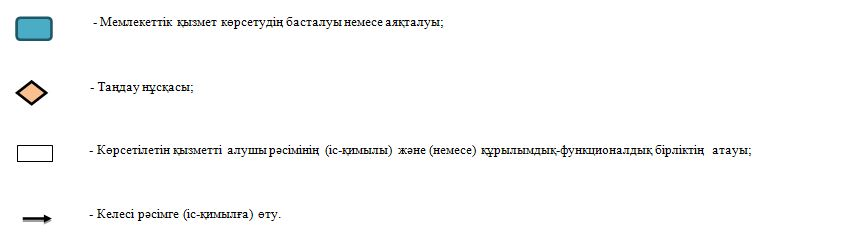 - Мемлекеттік қызмет көрсетудің басталуы немесе аяқталуы;
- Таңдау нұсқасы;
- Көрсетілетін қызметті алушы рәсімінің (іс-қимылы) және (немесе) құрылымдық-функционалдық бірліктің атауы;
- Келесі рәсімге (іс-қимылға) өту.